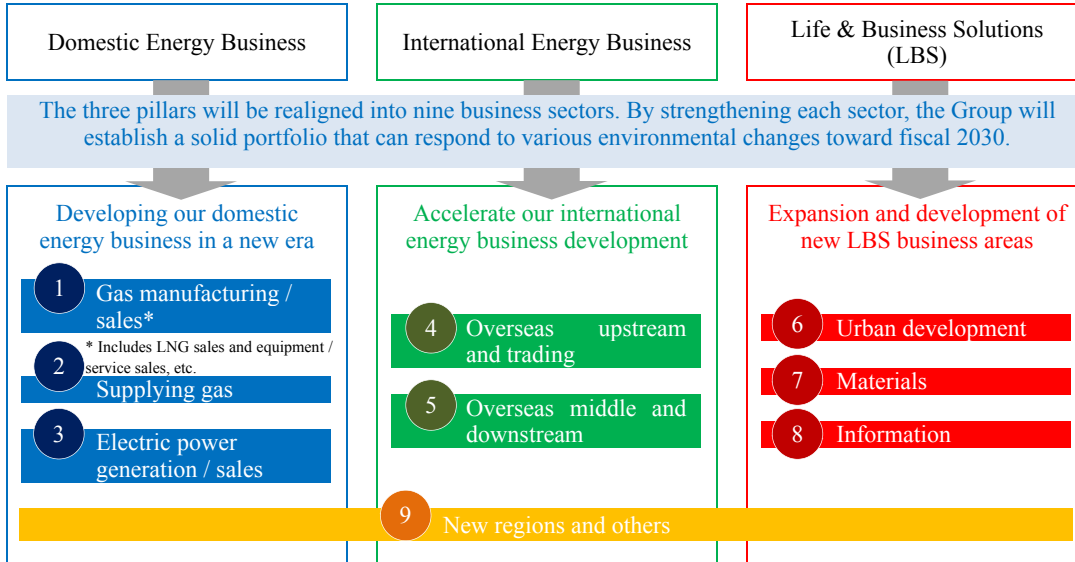 Domestic Energy Business
International Energy Business
Life & Business Solutions
(LBS)
The three pillars will be realigned into nine business sectors. By strengthening each sector, the Group will
establish a solid portfolio that can respond to various environmental changes toward fiscal 2030.
Developing our domestic
energy business in a new era
1
Gas manufacturing /
sales*
* Includes LNG sales and equipment /
service sales, etc.
2
Supplying gas
3
Electric power
generation / sales
Accelerate our international
energy business development
4
Overseas upstream
and trading
5
Overseas middle and
downstream
Expansion and development of
new LBS business areas
6
Urban development
7
Materials
8
Information
9
New regions and others